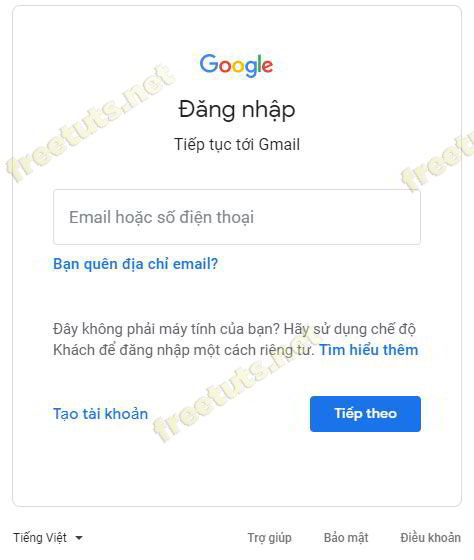 Google
Đăng nhập
Tiếp tục tới Gmail
Email hoặc số điện thoại
Bạn quên địa chỉ email?
Đây không phải máy tính của bạn? Hãy sử dụng chế độ
Khách để đăng nhập một cách riêng tư. Tìm hiểu thêm
Tạo tài khoản
Tiếp theo
Tiếng Việt
Trợ giúp
Bảo mật
Điều khoản
freetuts.net
freetuts.net
freetuts.net